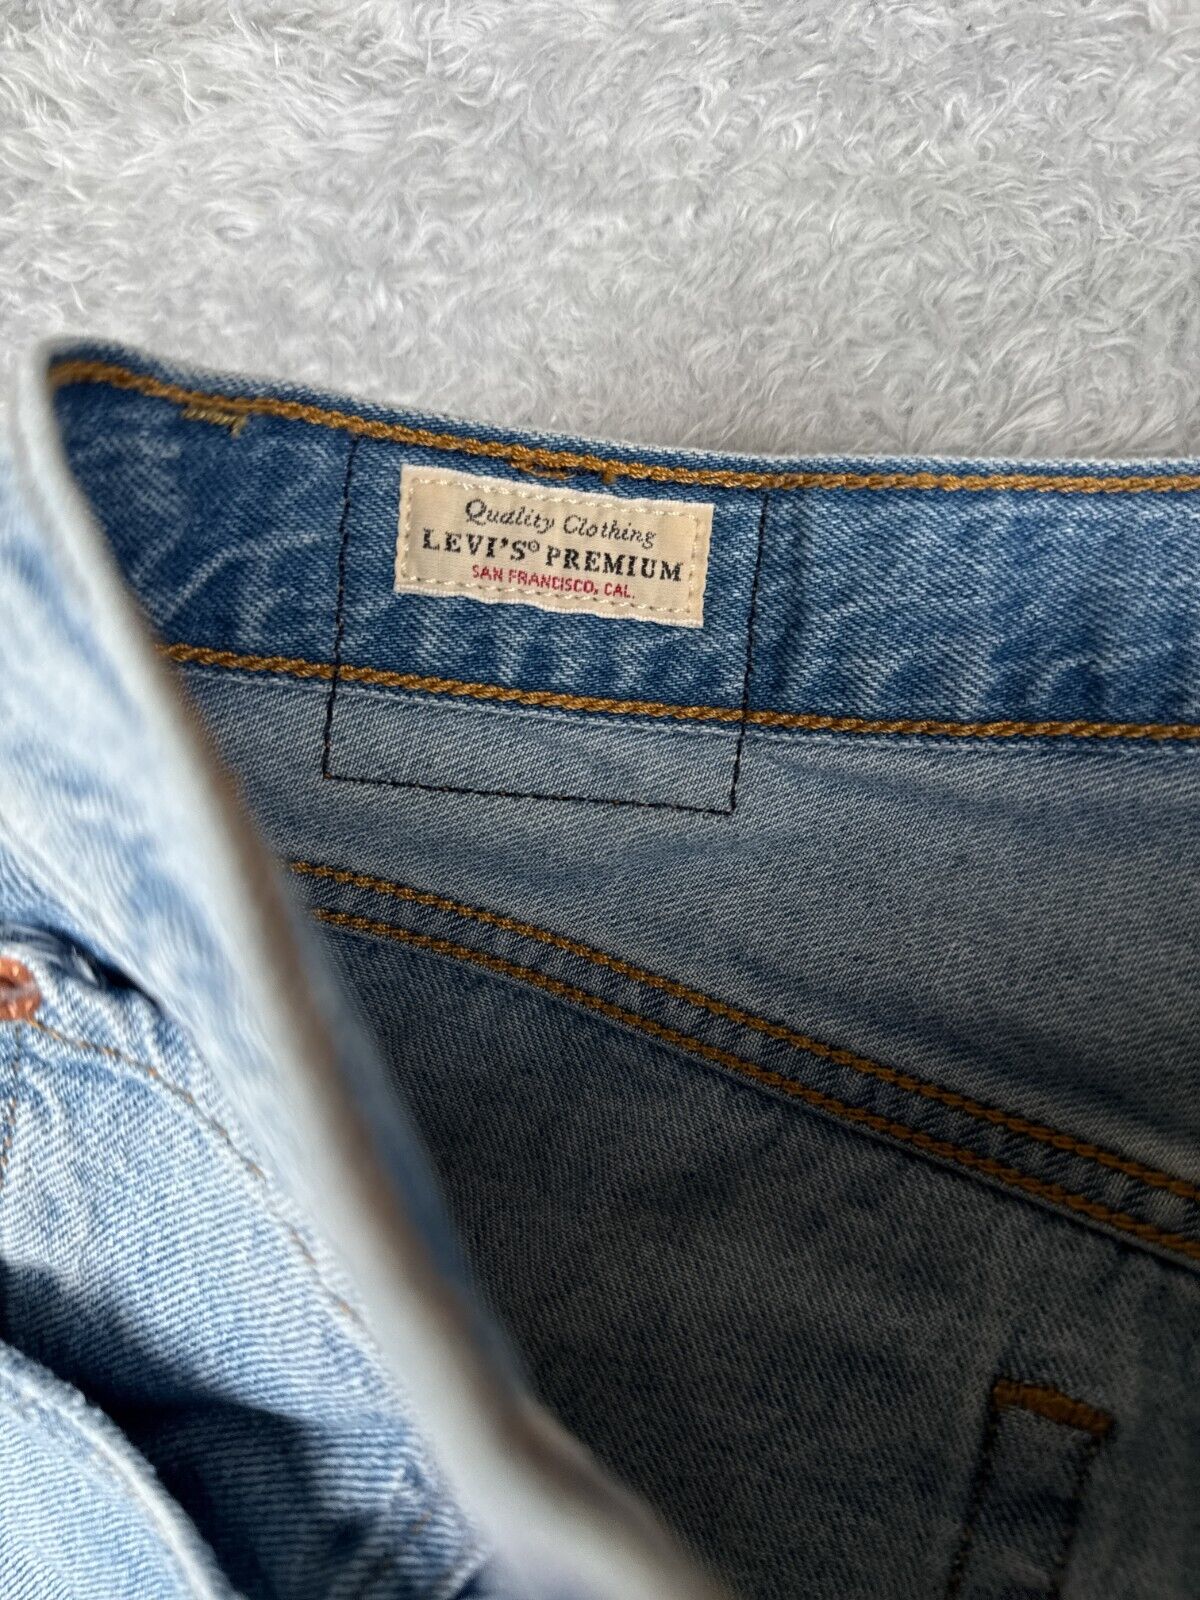 Quality Clothing
LEVI'S® PREMIUM
SAN FRANCISCO, CAL.